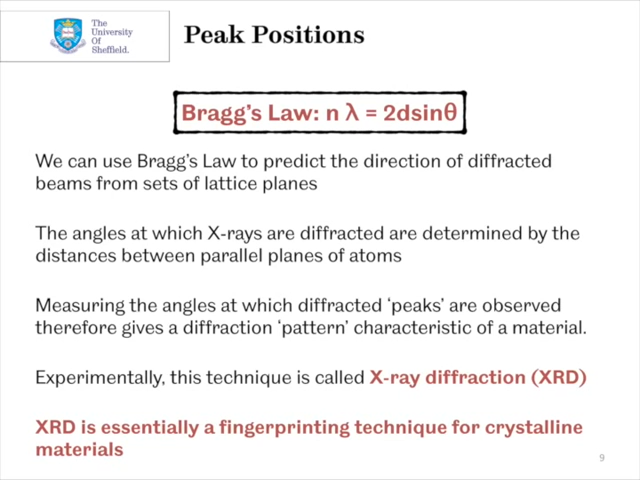 The
University
Of
Sheffield.
Peak Positions
Bragg's Law: n λ = 2dsinθ
We can use Bragg's Law to predict the direction of diffracted
beams from sets of lattice planes
The angles at which X-rays are diffracted are determined by the
distances between parallel planes of atoms
Measuring the angles at which diffracted 'peaks' are observed
therefore gives a diffraction 'pattern' characteristic of a material.
Experimentally, this technique is called X-ray diffraction (XRD)
XRD is essentially a fingerprinting technique for crystalline
materials
9